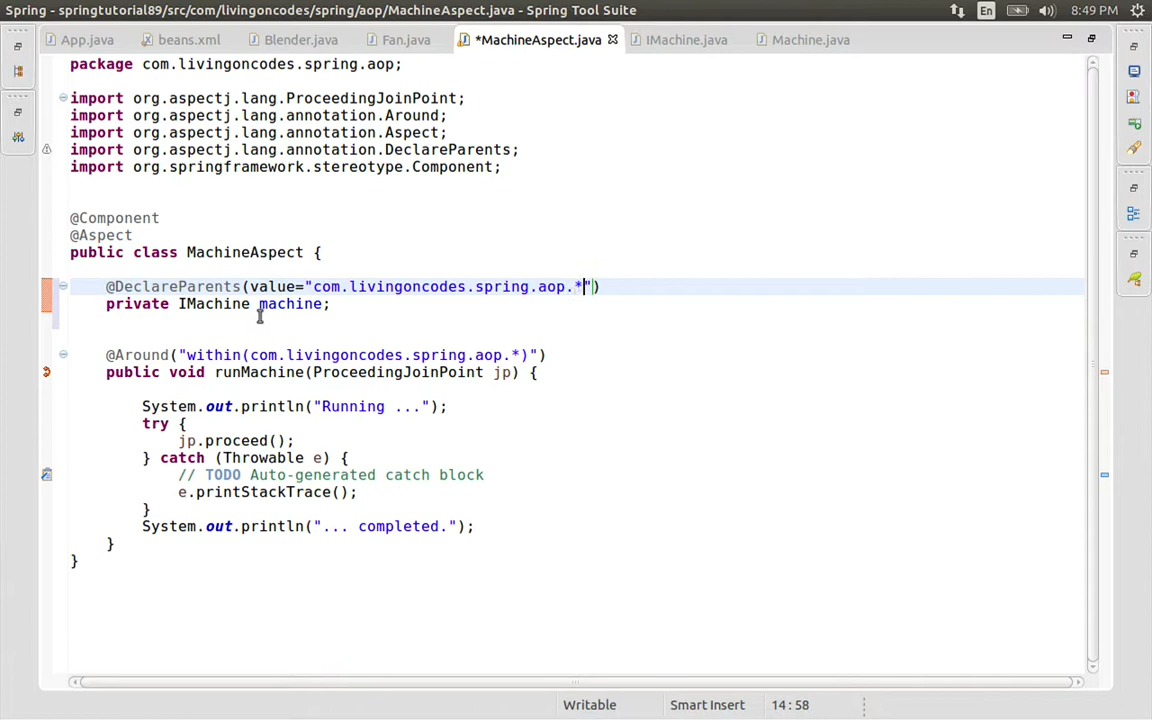 Spring - springtutorial89/src/com/livingoncodes/spring/aop/MachineAspect.java - Spring Tool Suite
En
8:49 PM
App.java
beans.xml
Blender.java
Fan.java
*MachineAspect.java
IMachine.java
Machine.java
package com.livingoncodes.spring.aop;
import org.aspectj.lang.ProceedingJoinPoint;
import org.aspectj.lang.annotation.Around;
import org.aspectj.lang.annotation.Aspect;
import org.aspectj.lang.annotation.DeclareParents;
import org.springframework.stereotype.Component;
@Component
@Aspect
public class MachineAspect {
@DeclareParents(value="com.livingoncodes.spring.aop.*")
private IMachine machine;
@Around("within(com.livingoncodes.spring.aop.*)")
public void runMachine(ProceedingJoinPoint jp) {
System.out.println("Running ...");
try {
jp.proceed();
} catch (Throwable e) {
// TODO Auto-generated catch block
e.printStackTrace();
}
System.out.println("... completed.");
}
}
Writable
Smart Insert
14 : 58